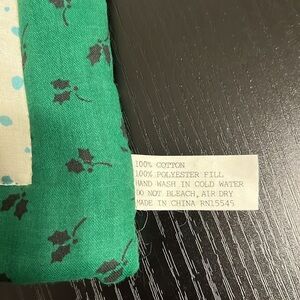 100% COTTON
100% POLYESTER FILL
HAND WASH IN COLD WATER
DO NOT BLEACH, AIR DRY
MADE IN CHINA RN15545